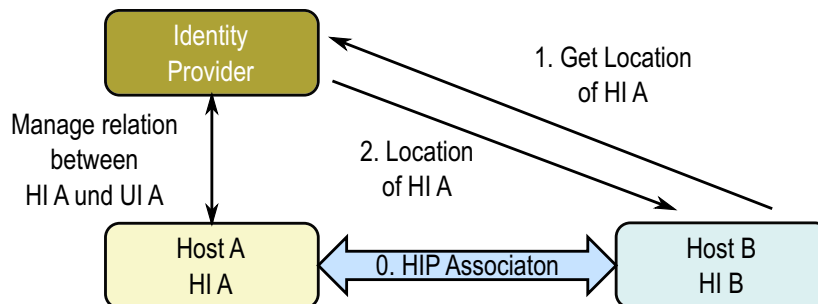 Identity
Provider
1. Get Location
of HI A
Manage relation
between
HI A und UI A
2. Location
of HI A
Host A
HI A
0. HIP Associaton
Host B
HI B